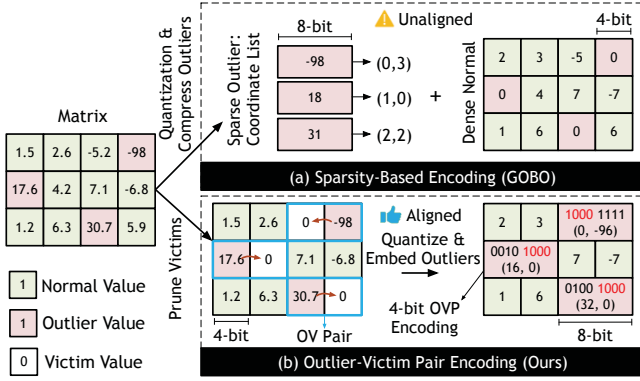 Matrix
1.5 2.6 -5.2 -98
17.6 4.2 7.1 -6.8
1.2 6.3 30.7 5.9
1 Normal Value
1 Outlier Value
0 Victim Value
Quantization &
Compress Outliers
Prune Victims
Sparse Outlier:
Coordinate List
8-bit
-98 (0,3)
18 (1,0)
31 (2,2)
Unaligned
+
Dense Normal
4-bit
2 3 -5 0
0 4 7 -7
1 6 0 6
(a) Sparsity-Based Encoding (GOBO)
1.5 2.6 0 -98
17.6 0 7.1 -6.8
1.2 6.3 30.7 0
4-bit
OV Pair
Aligned
Quantize &
Embed Outliers
4-bit OVP
Encoding
2 3 1000 1111
(0, -96)
0010 1000
(16, 0)
7 -7
1 6 0100 1000
(32, 0)
8-bit
(b) Outlier-Victim Pair Encoding (Ours)